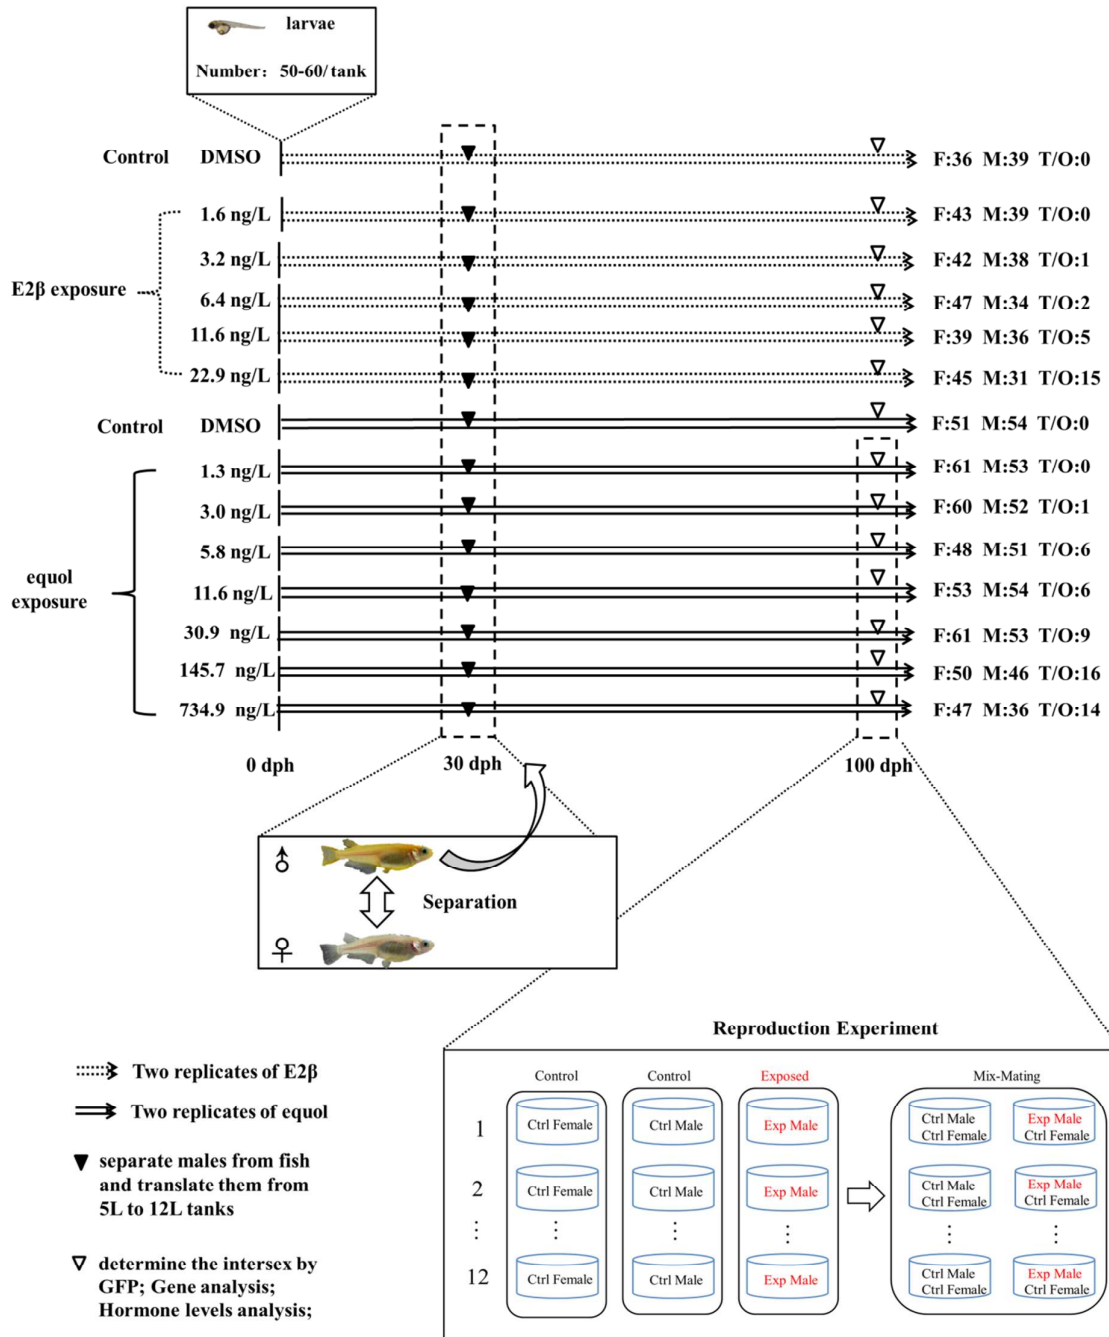 larvae
Number: 50-60/tank
Control DMSO F:36 M:39 T/O:0
1.6 ng/L F:43 M:39 T/O:0
3.2 ng/L F:42 M:38 T/O:1
E2β exposure
6.4 ng/L F:47 M:34 T/O:2
11.6 ng/L F:39 M:36 T/O:5
22.9 ng/L F:45 M:31 T/O:15
Control DMSO F:51 M:54 T/O:0
1.3 ng/L F:61 M:53 T/O:0
3.0 ng/L F:60 M:52 T/O:1
5.8 ng/L F:48 M:51 T/O:6
equol
exposure
11.6 ng/L F:53 M:54 T/O:6
30.9 ng/L F:61 M:53 T/O:9
145.7 ng/L F:50 M:46 T/O:16
734.9 ng/L F:47 M:36 T/O:14
0 dph 30 dph 100 dph
♂
Separation
♀
Reproduction Experiment
Two replicates of E2β
Two replicates of equol
separate males from fish
and translate them from
5L to 12L tanks
determine the intersex by
GFP; Gene analysis;
Hormone levels analysis;
Control Control Exposed Mix-Mating
1 Ctrl Female Ctrl Male Exp Male
Ctrl Male Exp Male
Ctrl Female Ctrl Female
2 Ctrl Female Ctrl Male Exp Male
Ctrl Male Exp Male
Ctrl Female Ctrl Female
12 Ctrl Female Ctrl Male Exp Male
Ctrl Male Exp Male
Ctrl Female Ctrl Female